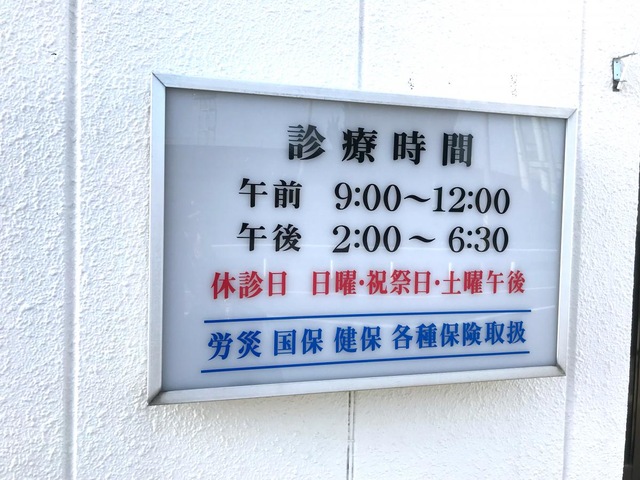 診療時間
午前 9:00～12:00
午後 2:00～ 6:30
休診日 日曜・祝祭日・土曜午後
労災 国保 健保 各種保険取扱